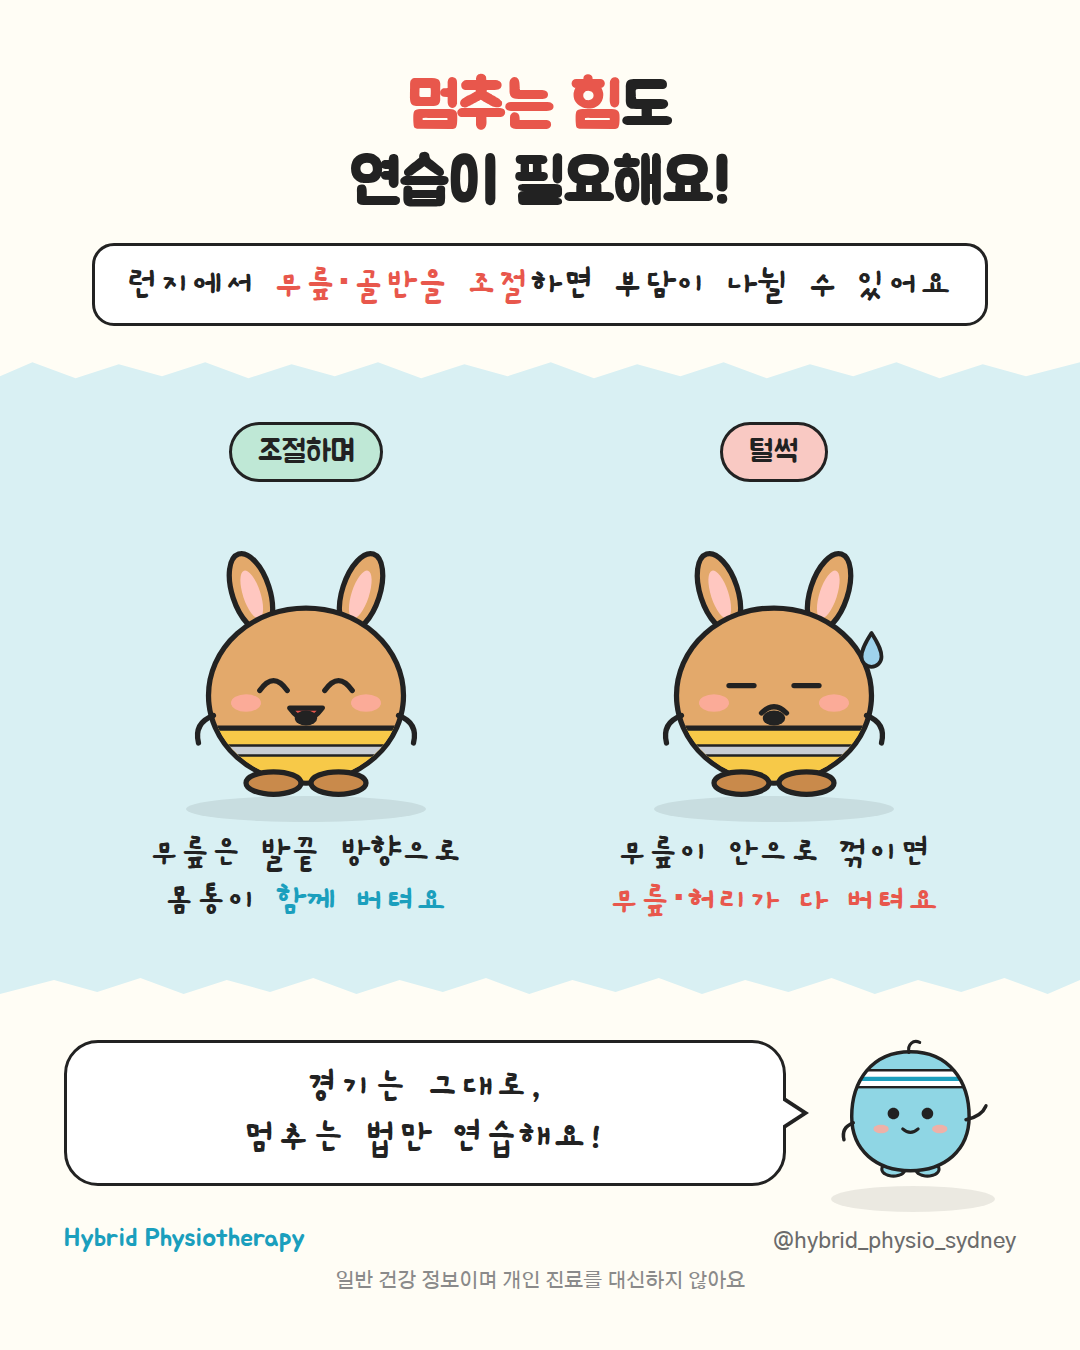 멈추는 힘도
연습이 필요해요!
런지에서 무릎·골반을 조절하면 부담이 나뉠 수 있어요
조절하며
털썩
무릎은 발끝 방향으로
몸통이 함께 버텨요
무릎이 안으로 꺾이면
무릎·허리가 다 버텨요
경기는 그대로,
멈추는 법만 연습해요!
Hybrid Physiotherapy
@hybrid_physio_sydney
일반 건강 정보이며 개인 진료를 대신하지 않아요